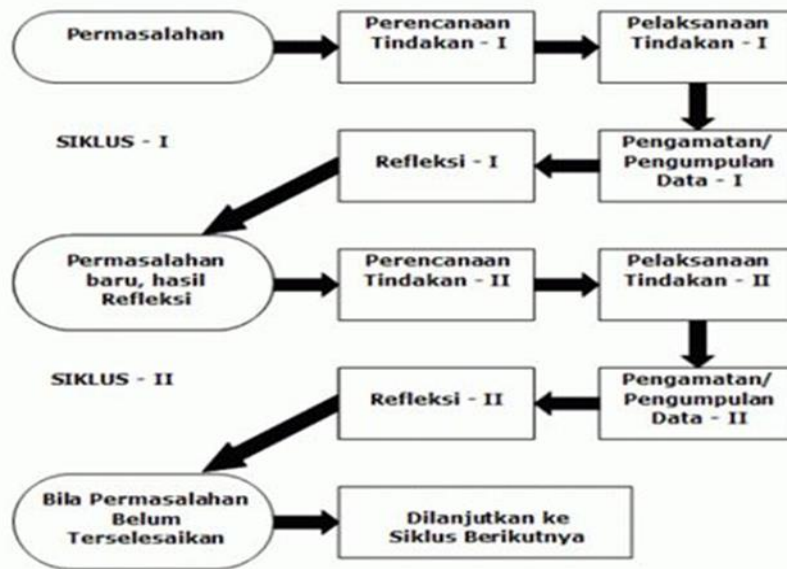 Permasalahan
Perencanaan
Tindakan - I
Pelaksanaan
Tindakan - I
SIKLUS - I
Refleksi - I
Pengamatan/
Pengumpulan
Data - I
Permasalahan
baru, hasil
Refleksi
Perencanaan
Tindakan - II
Pelaksanaan
Tindakan - II
SIKLUS - II
Refleksi - II
Pengamatan/
Pengumpulan
Data - II
Bila Permasalahan
Belum
Terselesaikan
Dilanjutkan ke
Siklus Berikutnya